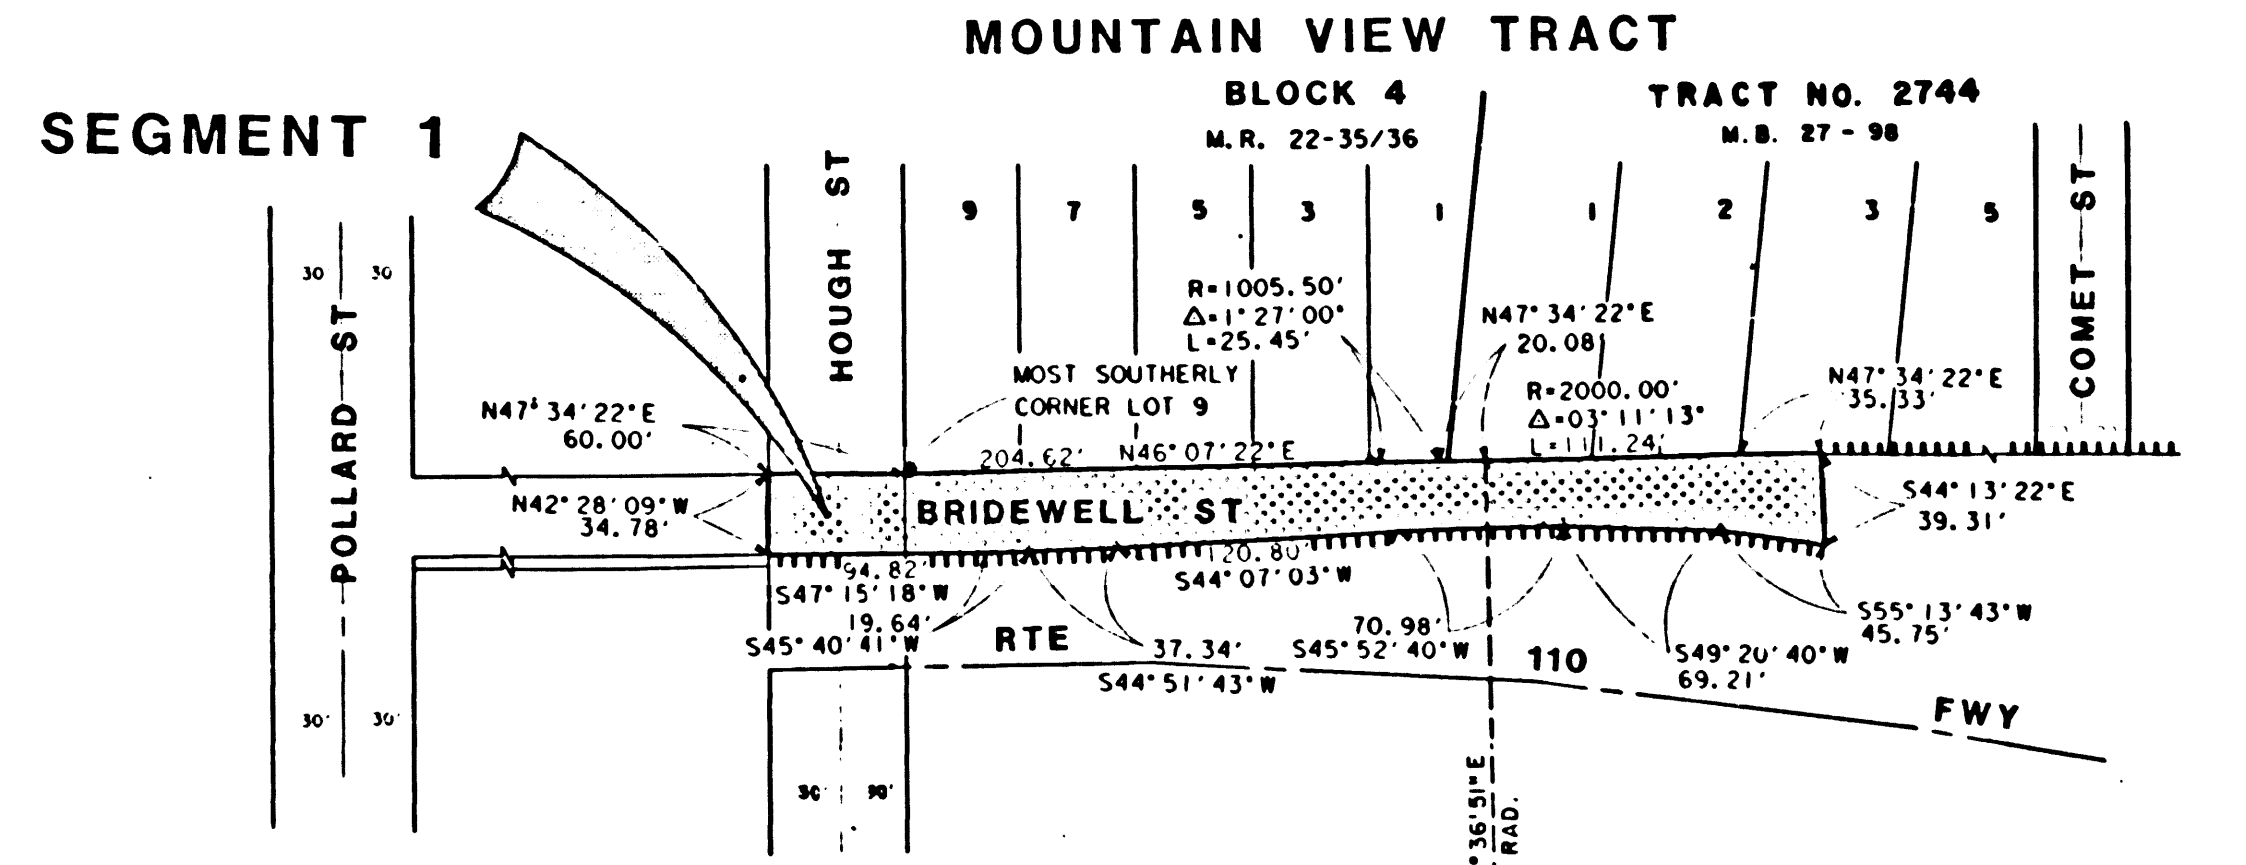 MOUNTAIN VIEW TRACT
SEGMENT 1
BLOCK 4
M.R. 22-35/36
TRACT NO. 2744
M.B. 27 - 98
HOUGH ST
9
7
5
3
1
1
2
3
5
COMET ST
POLLARD ST
30
30
R=1005.50'
Δ=1°27'00"
L=25.45'
N47°34'22"E
20.08'
MOST SOUTHERLY
CORNER LOT 9
R=2000.00'
Δ=03°11'13"
L=111.24'
N47°34'22"E
35.33'
N47°34'22"E
60.00'
204.62'
N46°07'22"E
N42°28'09"W
34.78'
BRIDEWELL ST
S44°13'22"E
39.31'
94.82'
S47°15'18"W
120.80'
S44°07'03"W
19.64'
S45°40'41"W
RTE 110 FWY
37.34'
S44°51'43"W
70.98'
S45°52'40"W
S49°20'40"W
69.21'
S55°13'43"W
45.75'
30'
30'
30'
30'
°36'51"E
RAD.